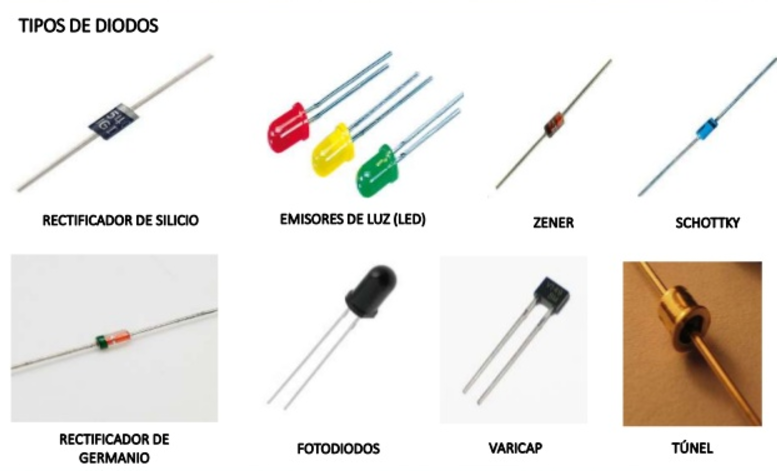 TIPOS DE DIODOS
RECTIFICADOR DE SILICIO
EMISORES DE LUZ (LED)
ZENER
SCHOTTKY
RECTIFICADOR DE
GERMANIO
FOTODIODOS
VARICAP
TÚNEL